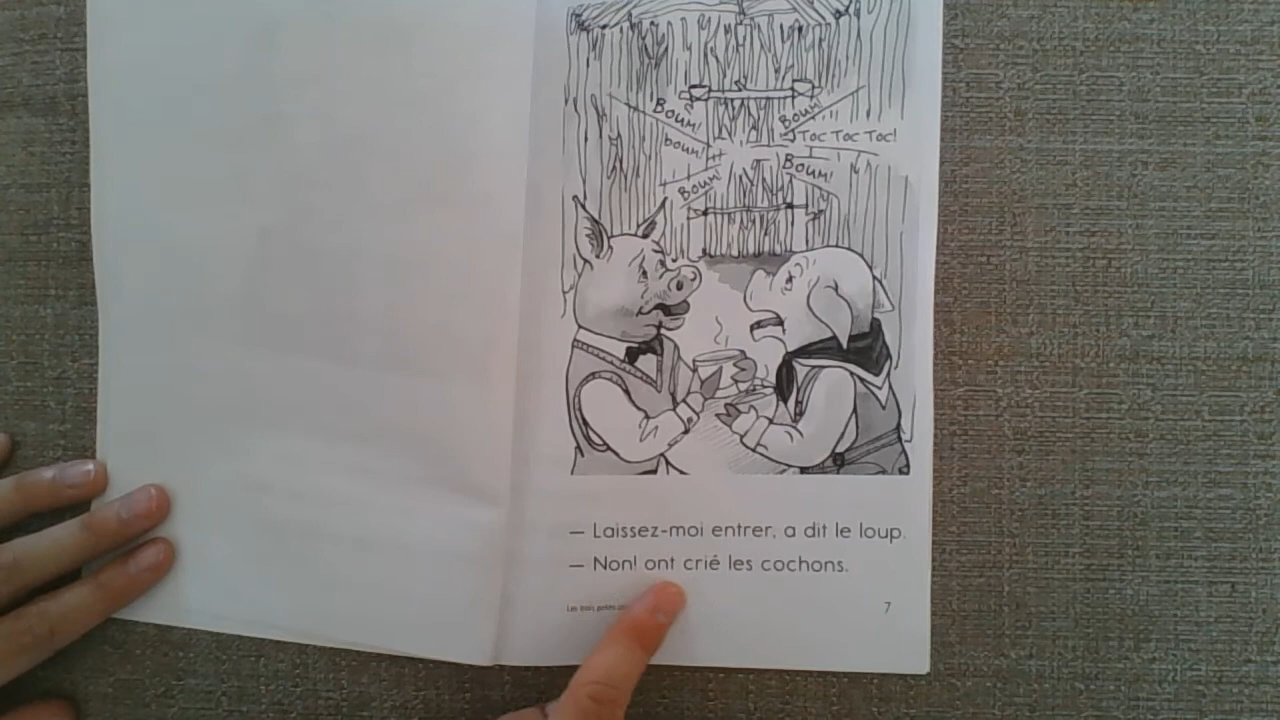 Boum!
Boum!
Toc Toc Toc!
boum!
Boum!
Boum!
— Laissez-moi entrer, a dit le loup.
— Non! ont crié les cochons.
Les trois petits
7